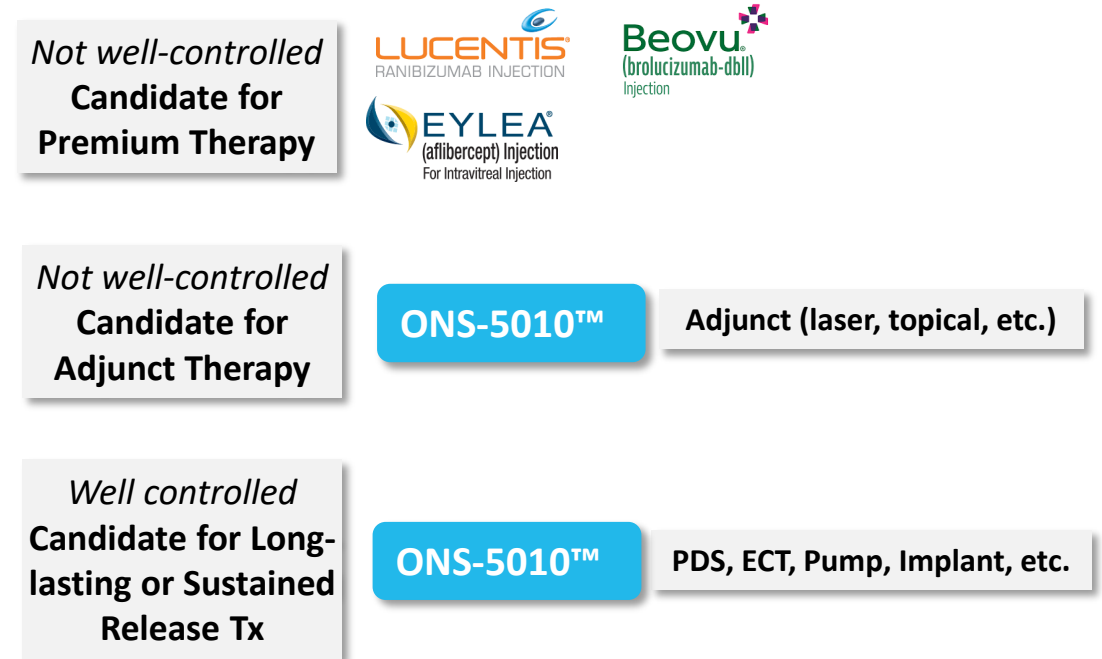 Not well-controlled
Candidate for
Premium Therapy
LUCENTIS®
RANIBIZUMAB INJECTION
Beovu®
(brolucizumab-dbll)
Injection
EYLEA®
(aflibercept) Injection
For Intravitreal Injection
Not well-controlled
Candidate for
Adjunct Therapy
ONS-5010™
Adjunct (laser, topical, etc.)
Well controlled
Candidate for Long-
lasting or Sustained
Release Tx
ONS-5010™
PDS, ECT, Pump, Implant, etc.